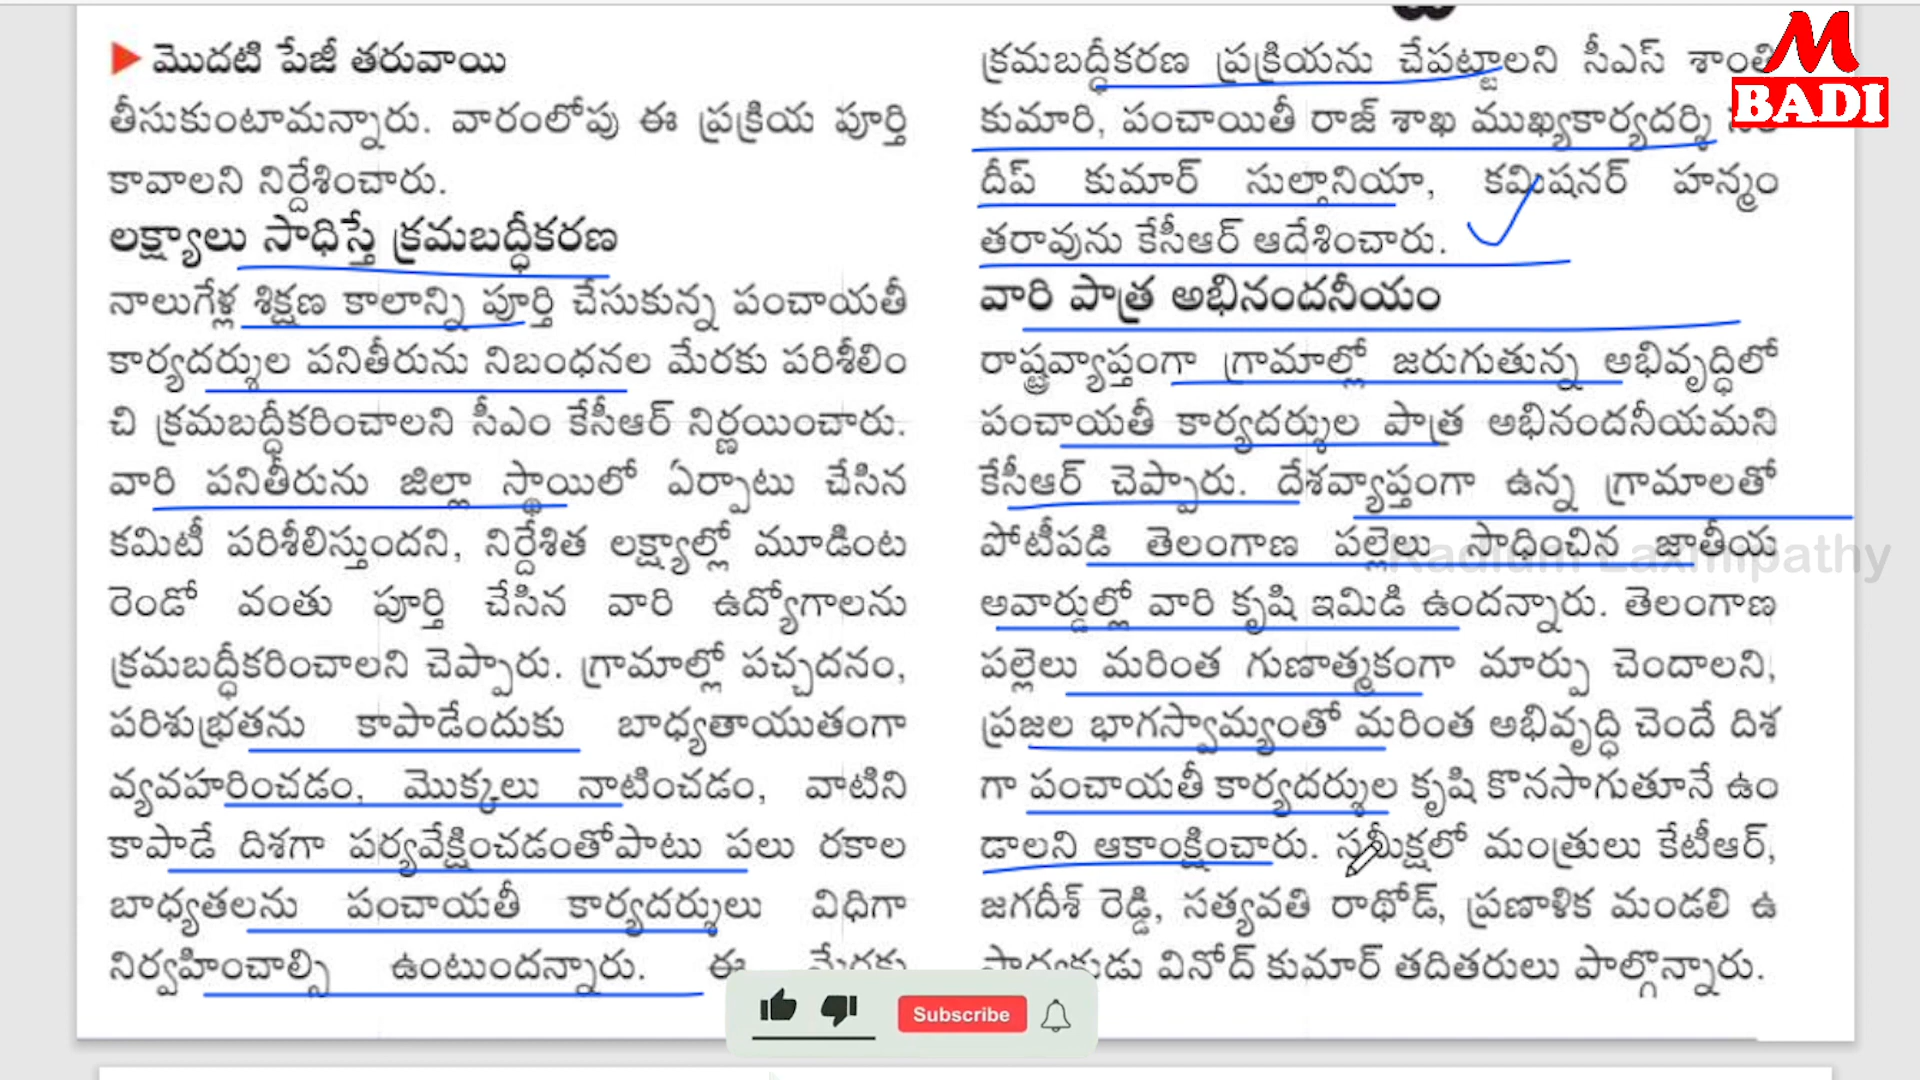 మొదటి పేజీ తరువాయి
తీసుకుంటామన్నారు. వారంలోపు ఈ ప్రక్రియ పూర్తి
కావాలని నిర్దేశించారు.
లక్ష్యాలు సాధిస్తే క్రమబద్ధీకరణ
నాలుగేళ్ల శిక్షణ కాలాన్ని పూర్తి చేసుకున్న పంచాయతీ
కార్యదర్శుల పనితీరును నిబంధనల మేరకు పరిశీలిం
చి క్రమబద్ధీకరించాలని సీఎం కేసీఆర్ నిర్ణయించారు.
వారి పనితీరును జిల్లా స్థాయిలో ఏర్పాటు చేసిన
కమిటీ పరిశీలిస్తుందని, నిర్దేశిత లక్ష్యాల్లో మూడింట
రెండో వంతు పూర్తి చేసిన వారి ఉద్యోగాలను
క్రమబద్ధీకరించాలని చెప్పారు. గ్రామాల్లో పచ్చదనం,
పరిశుభ్రతను కాపాడేందుకు బాధ్యతాయుతంగా
వ్యవహరించడం, మొక్కలు నాటించడం, వాటిని
కాపాడే దిశగా పర్యవేక్షించడంతోపాటు పలు రకాల
బాధ్యతలను పంచాయతీ కార్యదర్శులు విధిగా
నిర్వహించాల్సి ఉంటుందన్నారు. ఈ మేరకు
క్రమబద్ధీకరణ ప్రక్రియను చేపట్టాలని సీఎస్ శాంతి
కుమారి, పంచాయితీ రాజ్ శాఖ ముఖ్యకార్యదర్శి
దీప్ కుమార్ సుల్తానియా, కమిషనర్ హన్మం
తరావును కేసీఆర్ ఆదేశించారు.
వారి పాత్ర అభినందనీయం
రాష్ట్రవ్యాప్తంగా గ్రామాల్లో జరుగుతున్న అభివృద్ధిలో
పంచాయతీ కార్యదర్శుల పాత్ర అభినందనీయమని
కేసీఆర్ చెప్పారు. దేశవ్యాప్తంగా ఉన్న గ్రామాలతో
పోటీపడి తెలంగాణ పల్లెలు సాధించిన జాతీయ
అవార్డుల్లో వారి కృషి ఇమిడి ఉందన్నారు. తెలంగాణ
పల్లెలు మరింత గుణాత్మకంగా మార్పు చెందాలని,
ప్రజల భాగస్వామ్యంతో మరింత అభివృద్ధి చెందే దిశ
గా పంచాయతీ కార్యదర్శుల కృషి కొనసాగుతూనే ఉం
డాలని ఆకాంక్షించారు. సమీక్షలో మంత్రులు కేటీఆర్,
జగదీశ్ రెడ్డి, సత్యవతి రాథోడ్, ప్రణాళిక మండలి ఉ
పాధ్యక్షుడు వినోద్ కుమార్ తదితరులు పాల్గొన్నారు.
M
BADI
Radium Laxmipathy
Subscribe